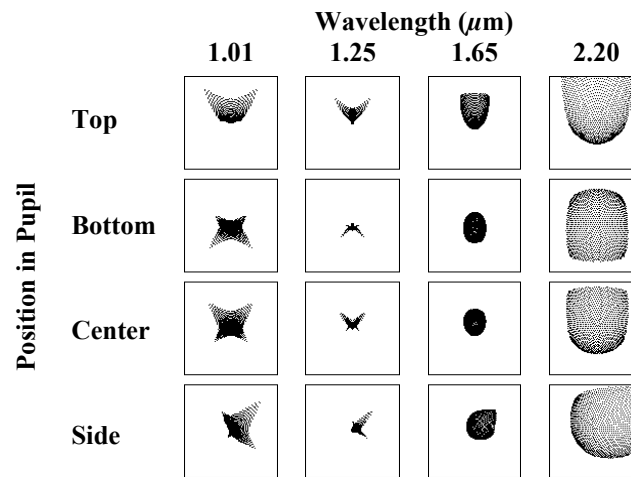 Wavelength (μm)
1.01 1.25 1.65 2.20
Position in Pupil
Top
Bottom
Center
Side